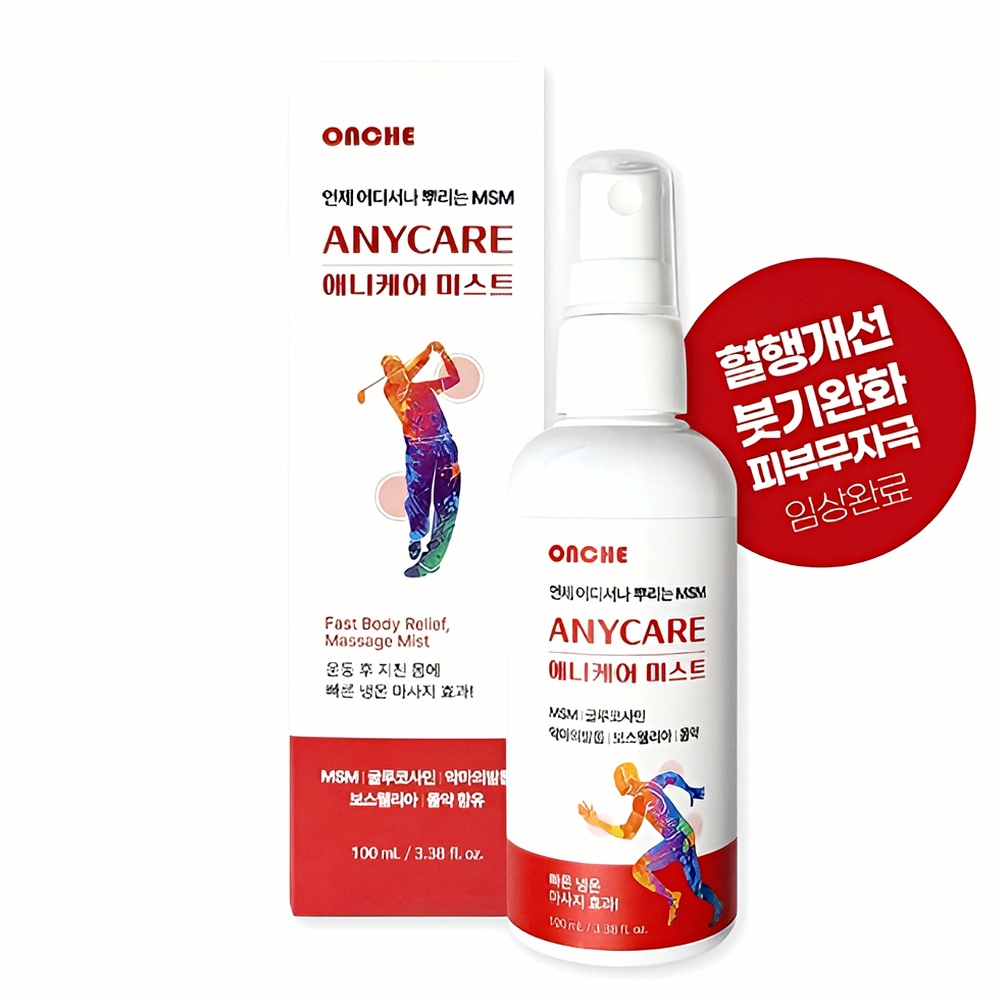 ONCHE
언제 어디서나 뿌리는 MSM
ANYCARE
애니케어 미스트
Fast Body Relief,
Massage Mist
운동 후 지친 몸에
빠른 냉온 마사지 효과!
MSM | 글루코사민 | 악마의발톱
보스웰리아 | 몰약 함유
100 mL / 3.38 fl. oz.
ONCHE
언제 어디서나 뿌리는 MSM
ANYCARE
애니케어 미스트
MSM | 글루코사민
악마의발톱 | 보스웰리아 | 몰약
빠른 냉온
마사지 효과!
100 mL / 3.38 fl. oz.
혈행개선
붓기완화
피부무자극
임상완료